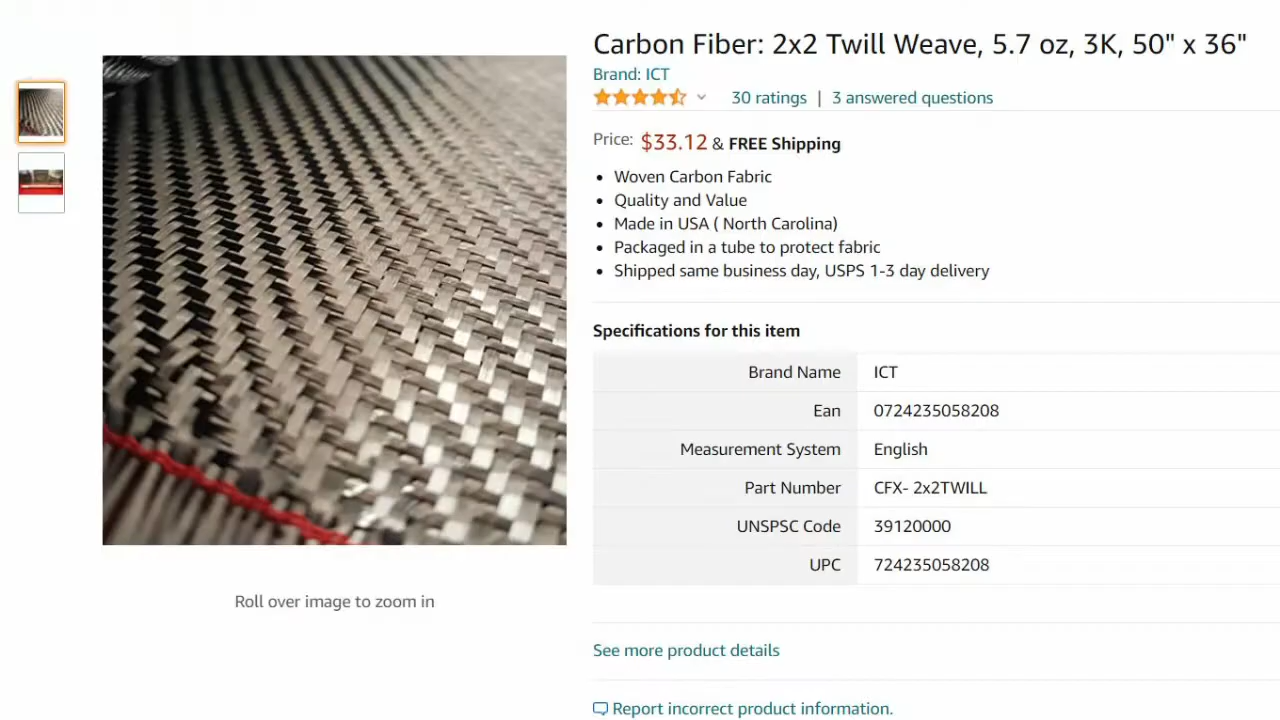 Carbon Fiber: 2x2 Twill Weave, 5.7 oz, 3K, 50" x 36"
Brand: ICT
30 ratings | 3 answered questions
Price: $33.12 & FREE Shipping
• Woven Carbon Fabric
• Quality and Value
• Made in USA ( North Carolina)
• Packaged in a tube to protect fabric
• Shipped same business day, USPS 1-3 day delivery
Specifications for this item
Brand Name ICT
Ean 0724235058208
Measurement System English
Part Number CFX- 2x2TWILL
UNSPSC Code 39120000
UPC 724235058208
Roll over image to zoom in
See more product details
Report incorrect product information.